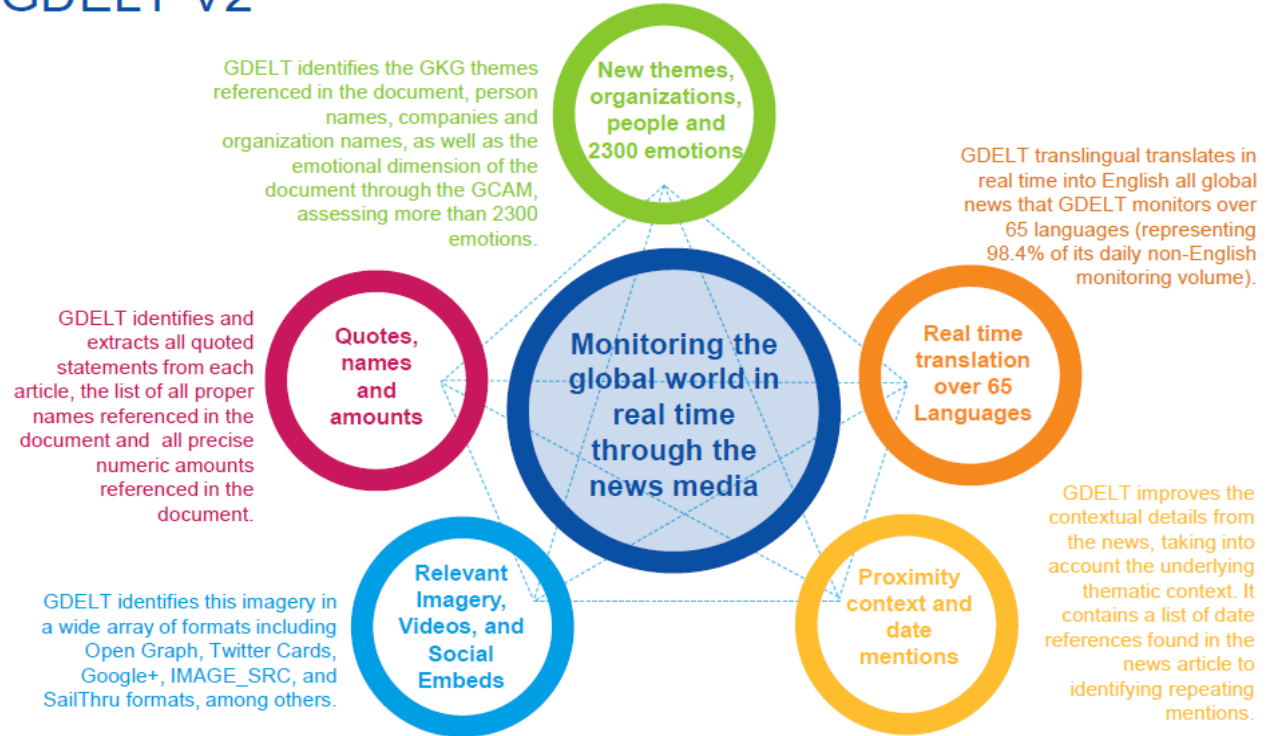 GDELT V2
GDELT identifies the GKG themes
referenced in the document, person
names, companies and
organization names, as well as the
emotional dimension of the
document through the GCAM,
assessing more than 2300
emotions.
New themes,
organizations,
people and
2300 emotions
GDELT translingual translates in
real time into English all global
news that GDELT monitors over
65 languages (representing
98.4% of its daily non-English
monitoring volume).
GDELT identifies and
extracts all quoted
statements from each
article, the list of all proper
names referenced in the
document and all precise
numeric amounts
referenced in the
document.
Quotes,
names
and
amounts
Monitoring the
global world in
real time
through the
news media
Real time
translation
over 65
Languages
GDELT improves the
contextual details from
the news, taking into
account the underlying
thematic context. It
contains a list of date
references found in the
news article to
identifying repeating
mentions.
GDELT identifies this imagery in
a wide array of formats including
Open Graph, Twitter Cards,
Google+, IMAGE_SRC, and
SailThru formats, among others.
Relevant
Imagery,
Videos, and
Social
Embeds
Proximity
context and
date
mentions